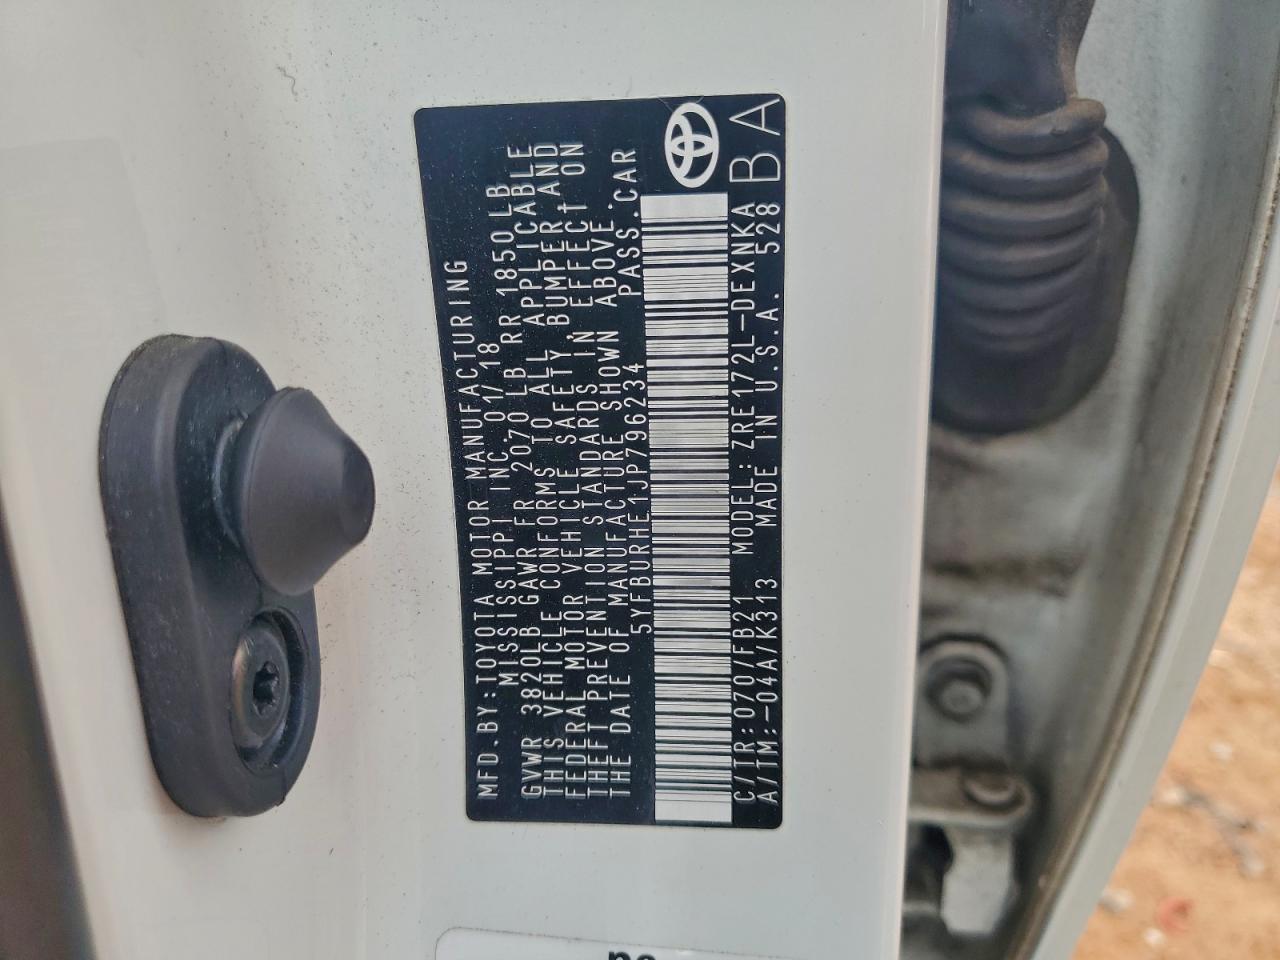 MFD.BY:TOYOTA MOTOR MANUFACTURING
MISSISSIPPI INC. 01/18
GVWR 3820LB GAWR FR 2070 LB RR 1850 LB
THIS VEHICLE CONFORMS TO ALL APPLICABLE
FEDERAL MOTOR VEHICLE SAFETY, BUMPER, AND
THEFT PREVENTION STANDARDS IN EFFECT ON
THE DATE OF MANUFACTURE SHOWN ABOVE.
5YFBURHE1JP796234 PASS.CAR
C/TR:070/FB21 MODEL:ZRE172L-DEXNKA
A/TM:-04A/K313 MADE IN U.S.A. 528
BA